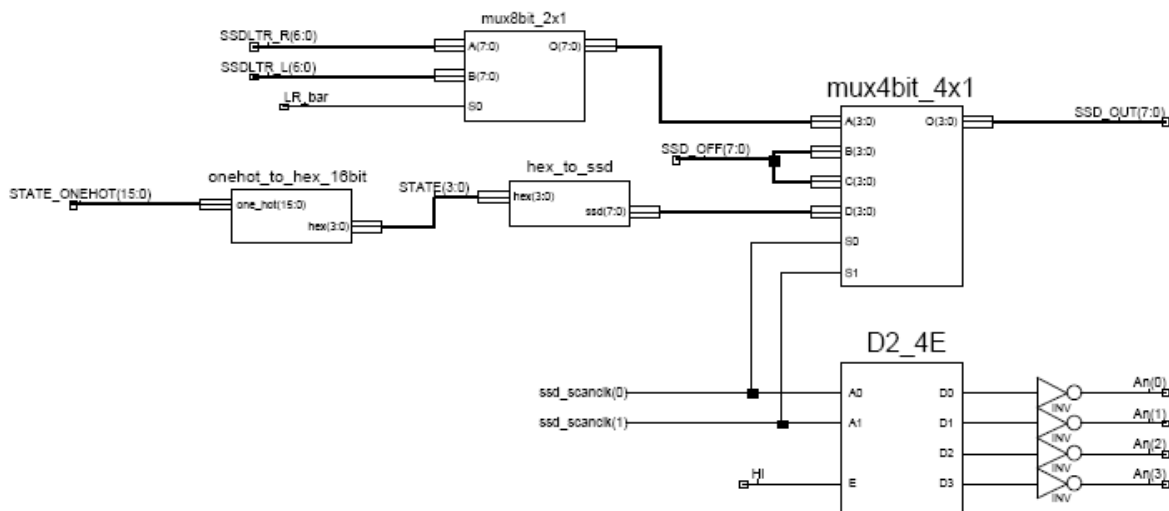 mux8bit_2x1
SSDLTR_R(6:0)
A(7:0) O(7:0)
SSDLTR_L(6:0)
B(7:0)
LR_bar
S0
mux4bit_4x1
A(3:0) O(3:0)
SSD_OUT(7:0)
SSD_OFF(7:0)
B(3:0)
C(3:0)
D(3:0)
S0
S1
onehot_to_hex_16bit
STATE_ONEHOT(15:0)
one_hot(15:0)
hex(3:0)
STATE(3:0)
hex_to_ssd
hex(3:0)
ssd(7:0)
D2_4E
ssd_scanclk(0)
A0 D0
INV
An(0)
ssd_scanclk(1)
A1 D1
INV
An(1)
D2
INV
An(2)
HI
E D3
INV
An(3)